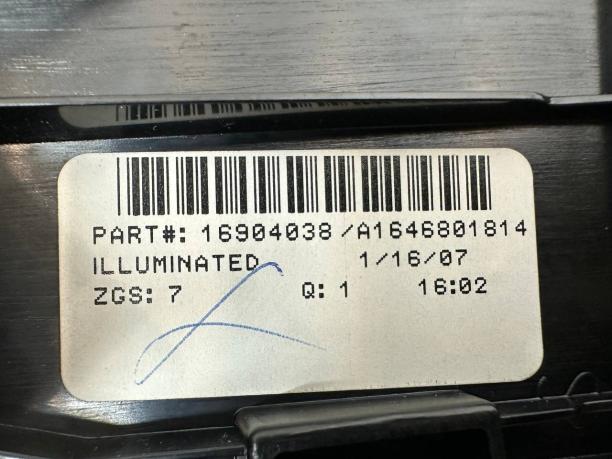 PART#: 16904038/A1646801814
ILLUMINATED 1/16/07
ZGS: 7 Q: 1 16:02